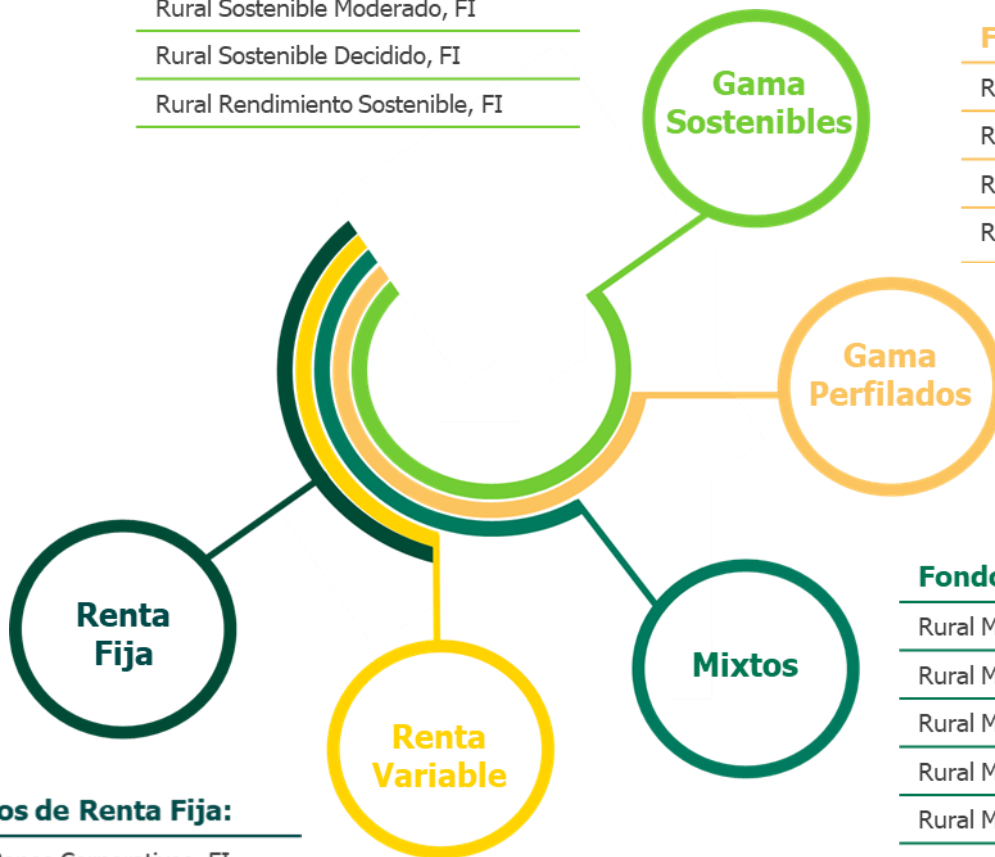 Rural Sostenible Moderado, FI
Rural Sostenible Decidido, FI
Rural Rendimiento Sostenible, FI
Gama
Sostenibles
F
R
R
R
R
Gama
Perfilados
Renta
Fija
Renta
Variable
Mixtos
Fondo
Rural M
Rural M
Rural M
Rural M
Rural M
os de Renta Fija: